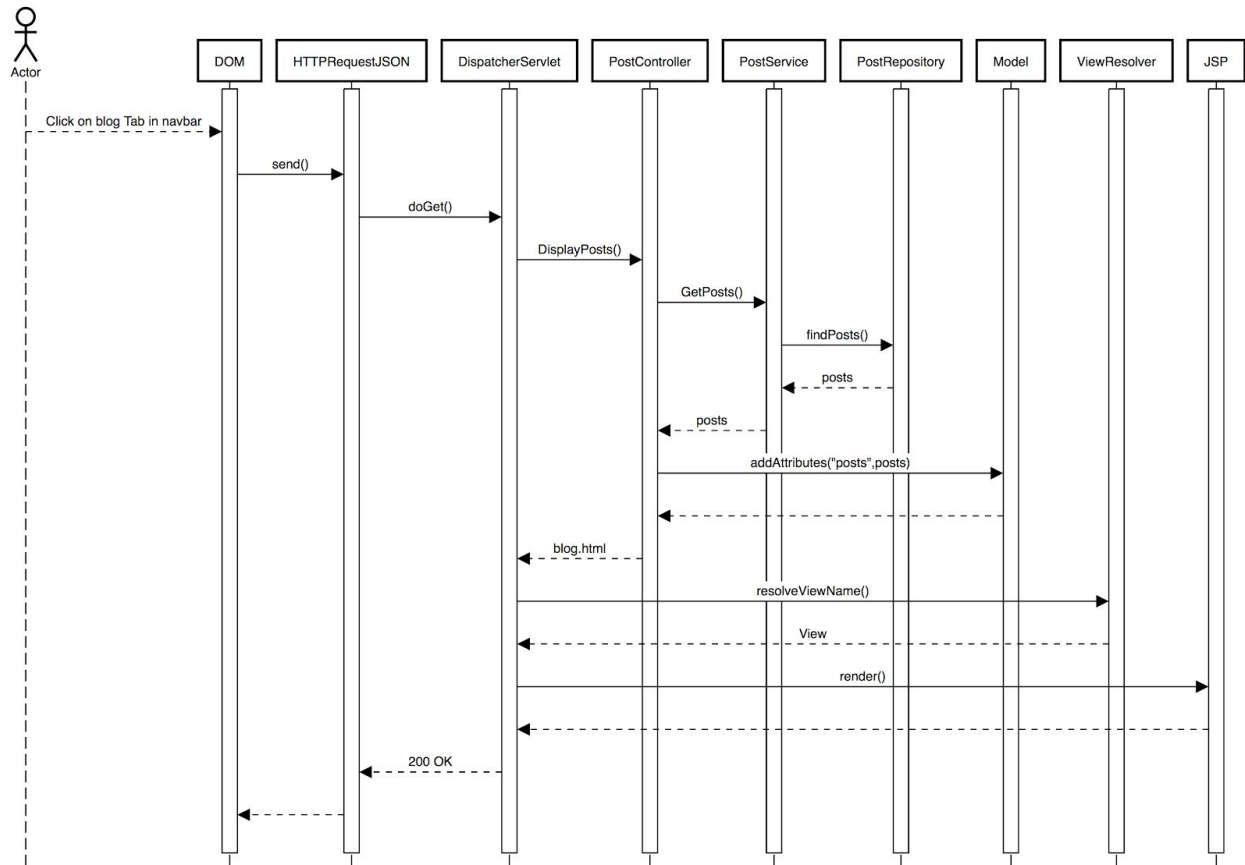 Actor
DOM
HTTPRequestJSON
DispatcherServlet
PostController
PostService
PostRepository
Model
ViewResolver
JSP
Click on blog Tab in navbar
send()
doGet()
DisplayPosts()
GetPosts()
findPosts()
posts
posts
addAttributes("posts",posts)
blog.html
resolveViewName()
View
render()
200 OK